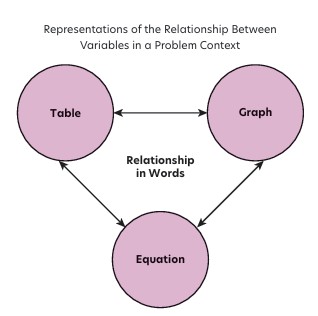 Representations of the Relationship Between
Variables in a Problem Context
Table
Graph
Relationship
in Words
Equation